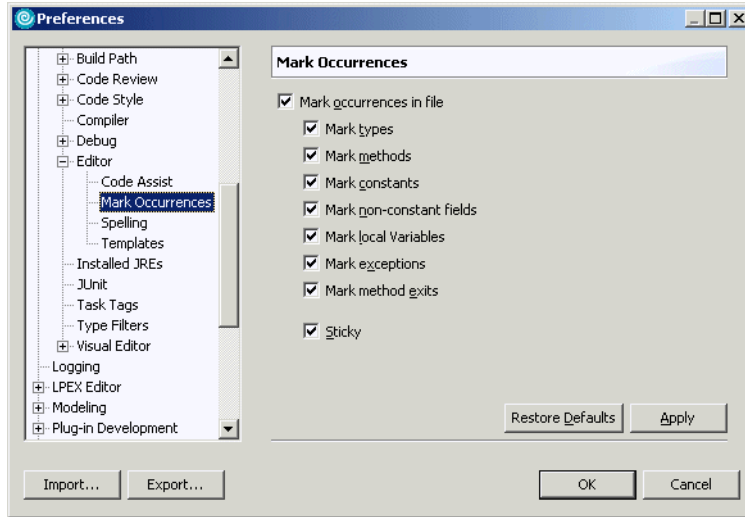 Preferences
Build Path
Code Review
Code Style
Compiler
Debug
Editor
Code Assist
Mark Occurrences
Spelling
Templates
Installed JREs
JUnit
Task Tags
Type Filters
Visual Editor
Logging
LPEX Editor
Modeling
Plug-in Development
Mark Occurrences
Mark occurrences in file
Mark types
Mark methods
Mark constants
Mark non-constant fields
Mark local Variables
Mark exceptions
Mark method exits
Sticky
Restore Defaults Apply
Import... Export... OK Cancel